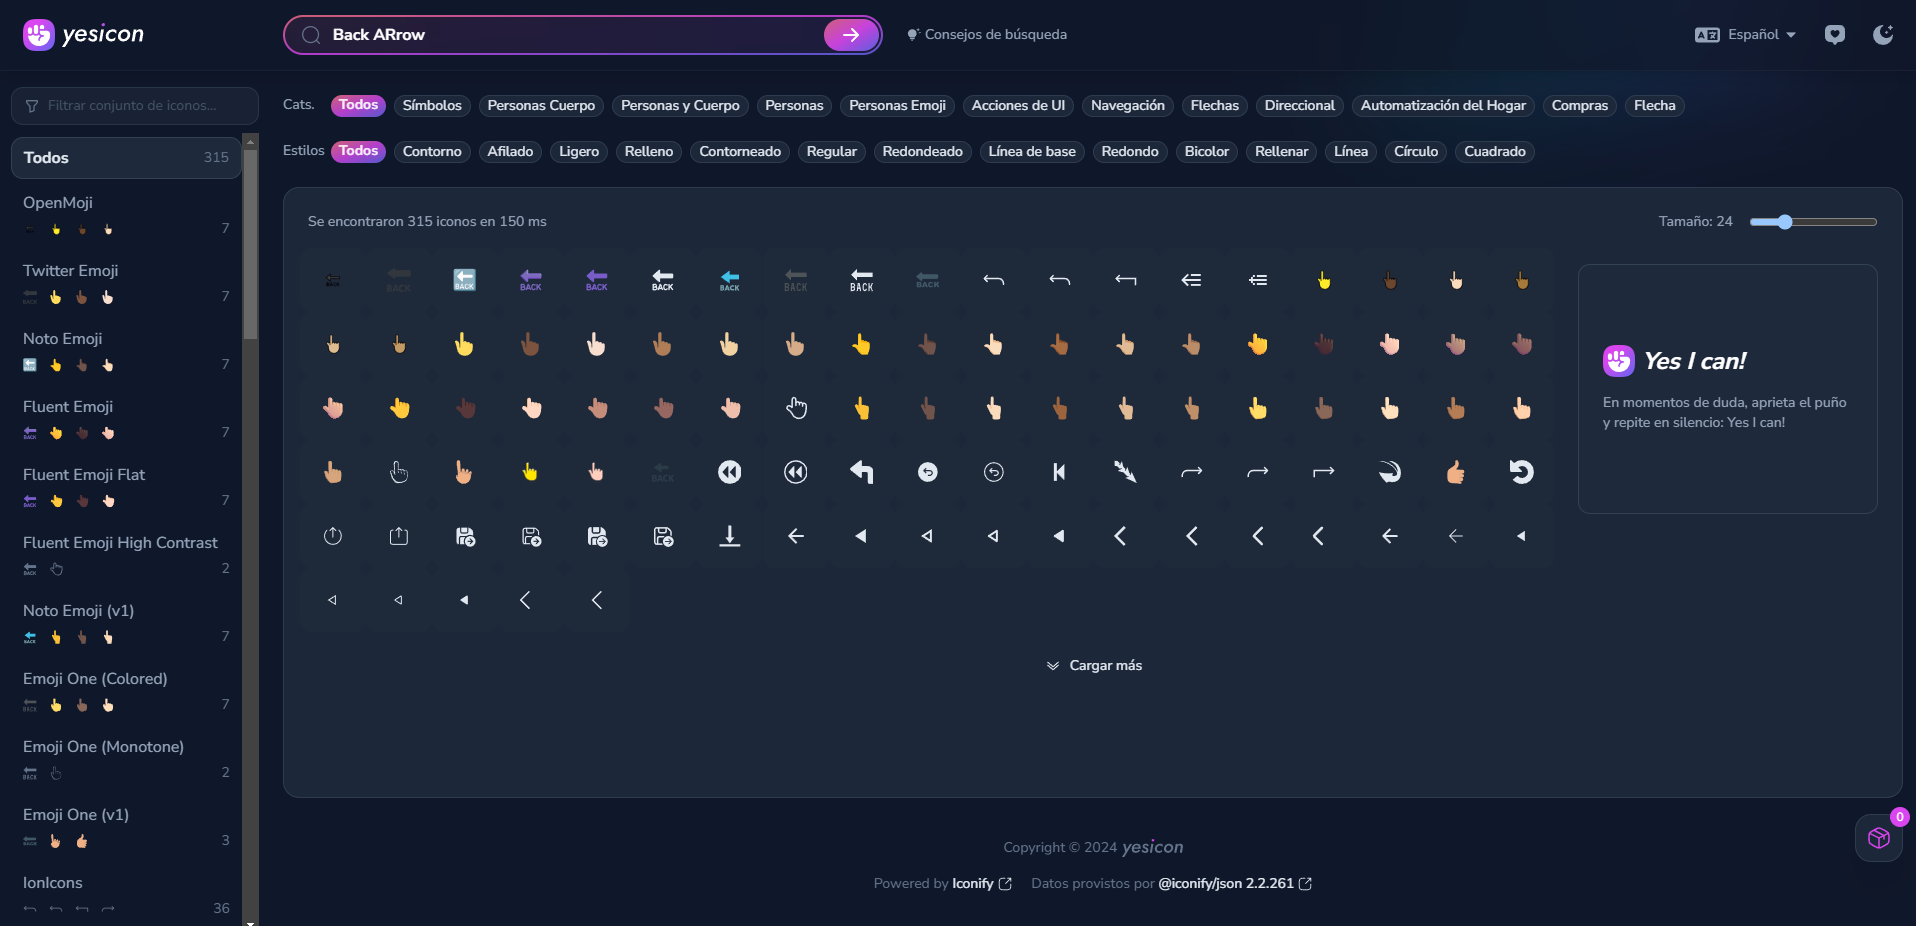 yesicon
Back ARrow
Consejos de búsqueda
Español
Filtrar conjunto de iconos...
Todos 315
OpenMoji
7
Twitter Emoji
7
Noto Emoji
7
Fluent Emoji
7
Fluent Emoji Flat
7
Fluent Emoji High Contrast
2
Noto Emoji (v1)
7
Emoji One (Colored)
7
Emoji One (Monotone)
2
Emoji One (v1)
3
IonIcons
36
Cats. Todos Símbolos Personas Cuerpo Personas y Cuerpo Personas Personas Emoji Acciones de UI Navegación Flechas Direccional Automatización del Hogar Compras Flecha
Estilos Todos Contorno Afilado Ligero Relleno Contorneado Regular Redondeado Línea de base Redondo Bicolor Rellenar Línea Círculo Cuadrado
Se encontraron 315 iconos en 150 ms
Tamaño: 24
BACK BACK BACK BACK BACK BACK BACK BACK BACK
BACK
Yes I can!
En momentos de duda, aprieta el puño
y repite en silencio: Yes I can!
Cargar más
Copyright © 2024 yesicon
Powered by Iconify Datos provistos por @iconify/json 2.2.261
0